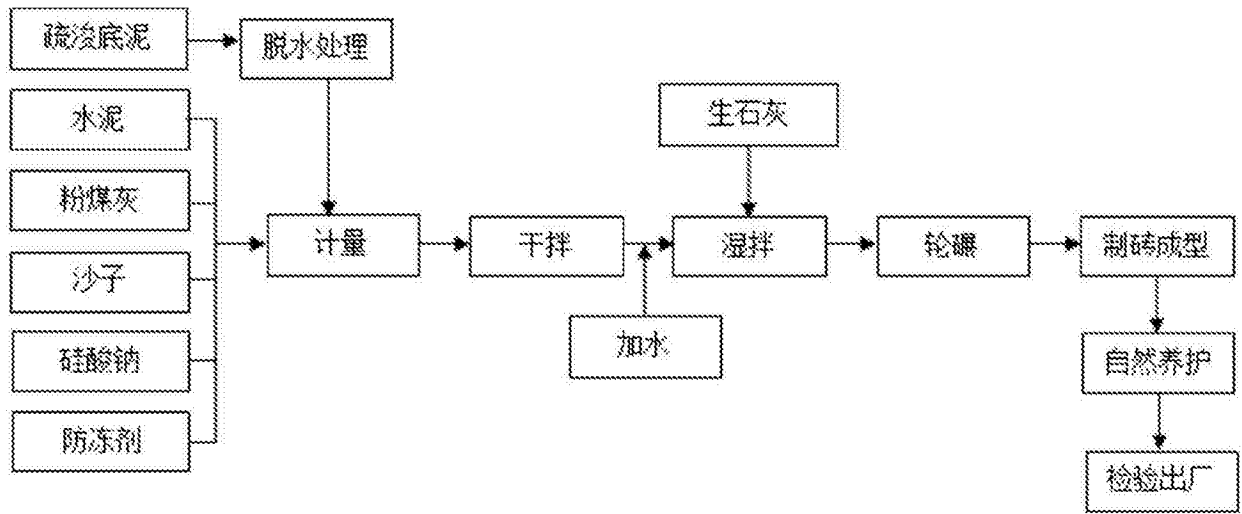 疏浚底泥
脱水处理
水泥
生石灰
粉煤灰
计量
干拌
湿拌
轮碾
制砖成型
沙子
加水
硅酸钠
自然养护
防冻剂
检验出厂